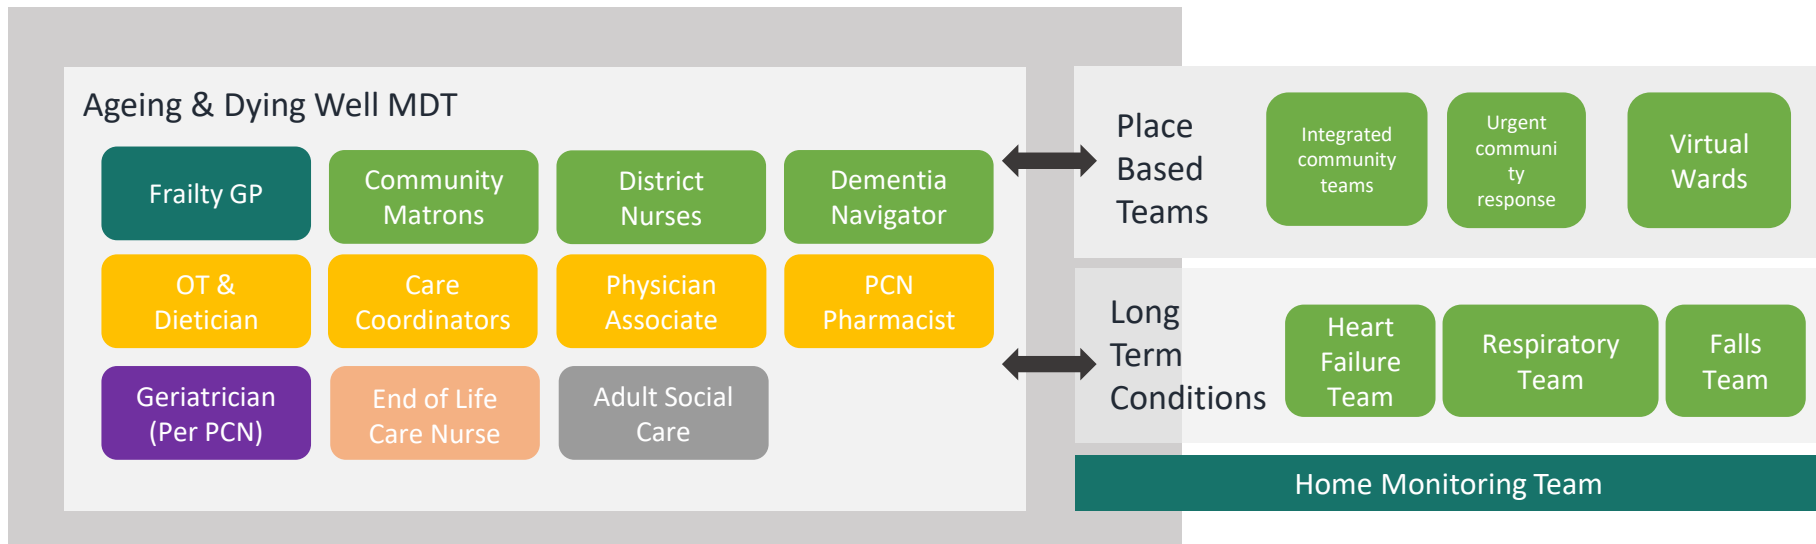 Ageing & Dying Well MDT
Frailty GP
Community
Matrons
District
Nurses
Dementia
Navigator
OT &
Dietician
Care
Coordinators
Physician
Associate
PCN
Pharmacist
Geriatrician
(Per PCN)
End of Life
Care Nurse
Adult Social
Care
Place
Based
Teams
Integrated
community
teams
Urgent
communi
ty
response
Virtual
Wards
Long
Term
Conditions
Heart
Failure
Team
Respiratory
Team
Falls
Team
Home Monitoring Team